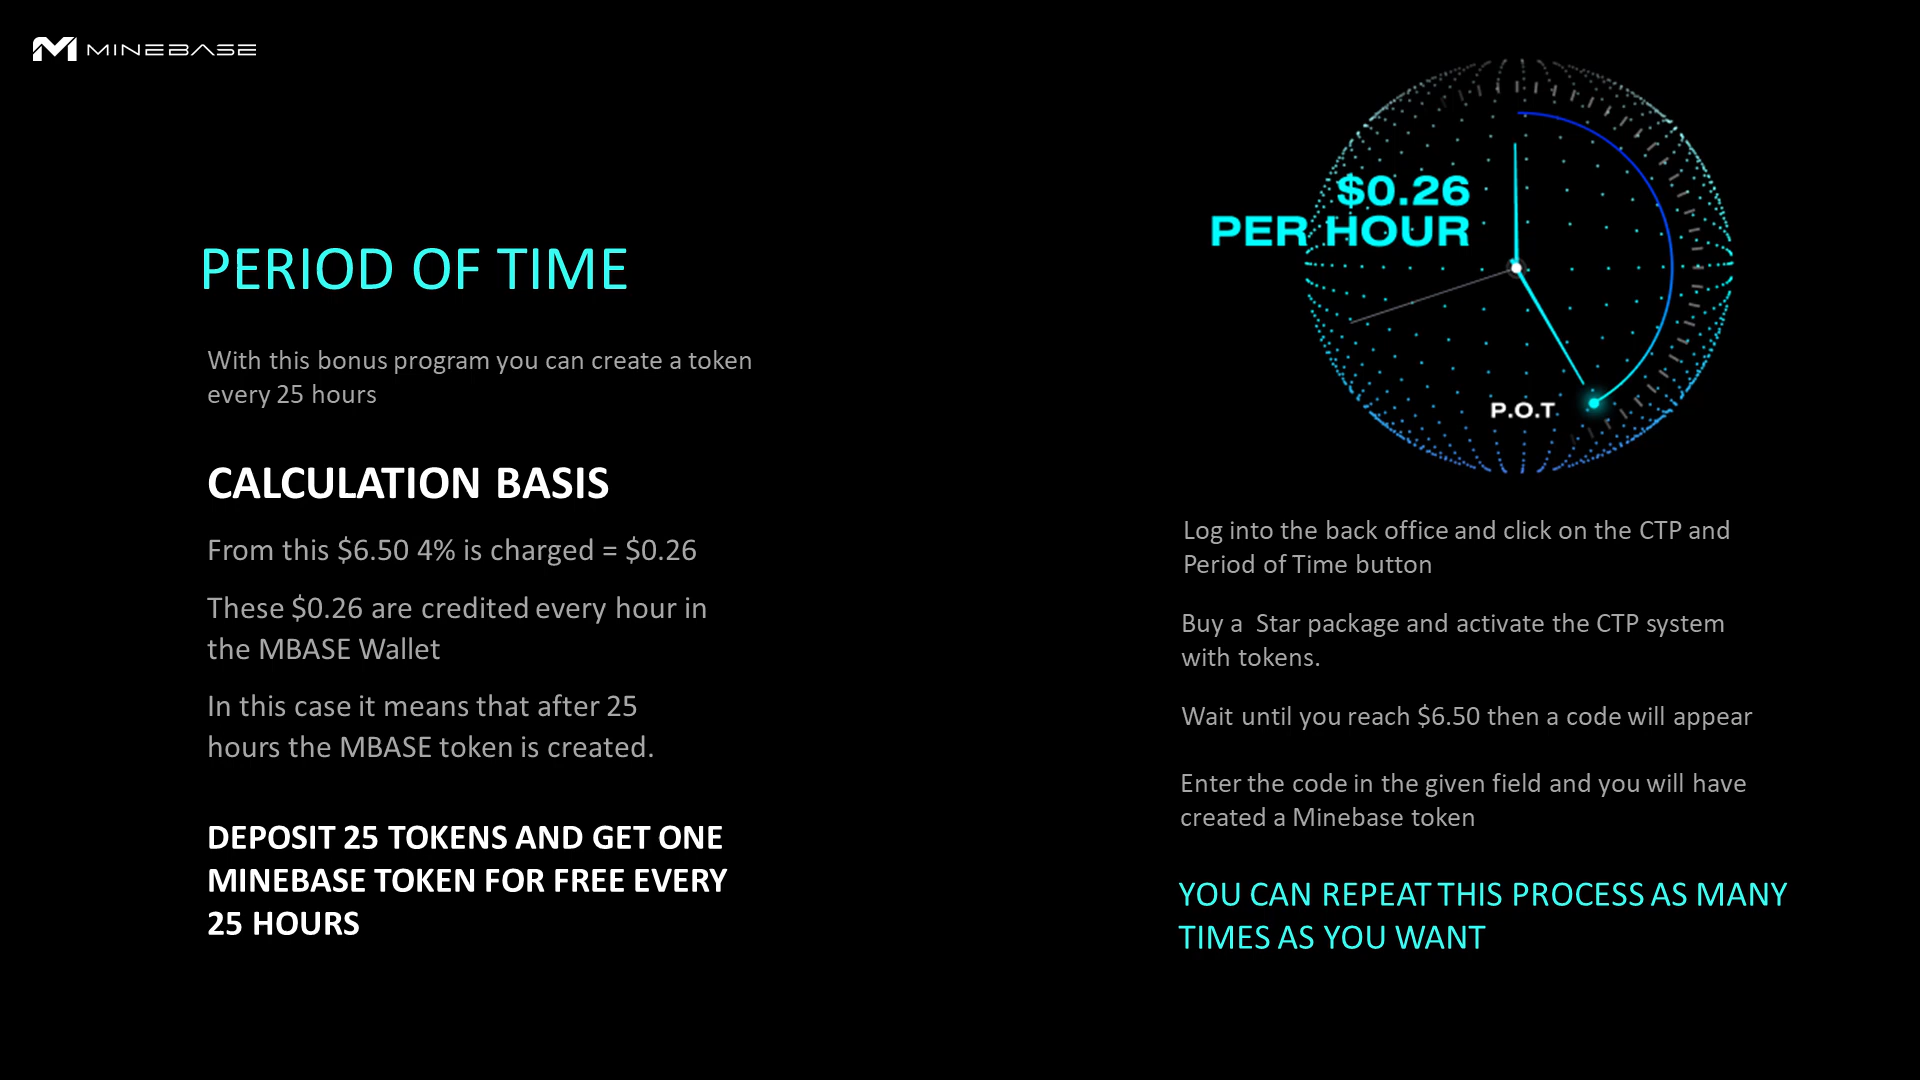 MINEBASE
PERIOD OF TIME
With this bonus program you can create a token
every 25 hours
CALCULATION BASIS
From this $6.50 4% is charged = $0.26
These $0.26 are credited every hour in
the MBASE Wallet
In this case it means that after 25
hours the MBASE token is created.
DEPOSIT 25 TOKENS AND GET ONE
MINEBASE TOKEN FOR FREE EVERY
25 HOURS
$0.26
PER HOUR
P.O.T
Log into the back office and click on the CTP and
Period of Time button
Buy a  Star package and activate the CTP system
with tokens.
Wait until you reach $6.50 then a code will appear
Enter the code in the given field and you will have
created a Minebase token
YOU CAN REPEAT THIS PROCESS AS MANY
TIMES AS YOU WANT